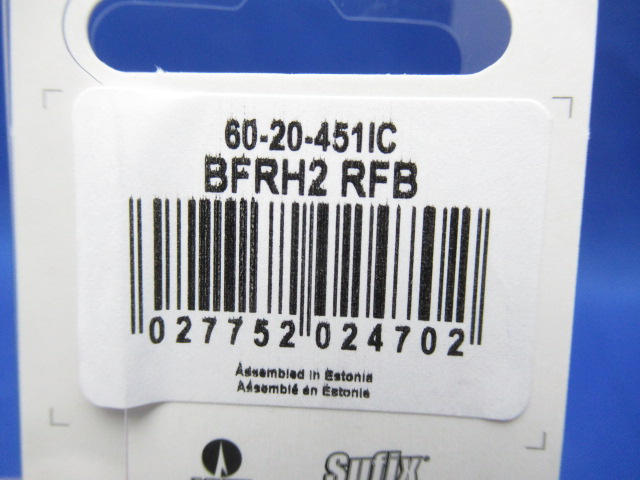 60-20-451IC
BFRH2 RFB
027752 024702
Assembled in Estonia
Assemblé en Estonie
Sufix